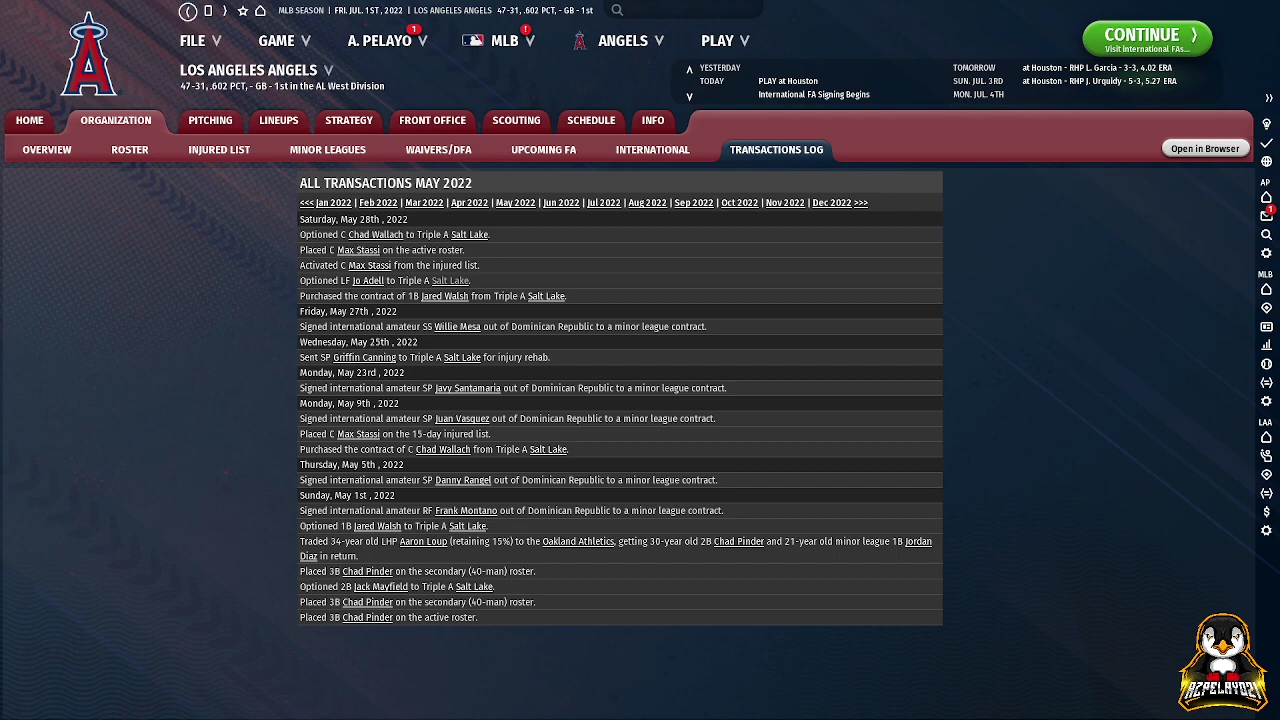 MLB SEASON | FRI. JUL. 1ST, 2022 | LOS ANGELES ANGELS 47-31, .602 PCT, - GB - 1st
FILE GAME A. PELAYO 1 MLB ! ANGELS PLAY
CONTINUE
Visit international FAs...
LOS ANGELES ANGELS
47-31, .602 PCT, - GB - 1st in the AL West Division
YESTERDAY
TODAY PLAY at Houston
International FA Signing Begins
TOMORROW at Houston - RHP L. Garcia - 3-3, 4.02 ERA
SUN. JUL. 3RD at Houston - RHP J. Urquidy - 5-3, 5.27 ERA
MON. JUL. 4TH
HOME ORGANIZATION PITCHING LINEUPS STRATEGY FRONT OFFICE SCOUTING SCHEDULE INFO
OVERVIEW ROSTER INJURED LIST MINOR LEAGUES WAIVERS/DFA UPCOMING FA INTERNATIONAL TRANSACTIONS LOG Open in Browser
ALL TRANSACTIONS MAY 2022
<<< Jan 2022 | Feb 2022 | Mar 2022 | Apr 2022 | May 2022 | Jun 2022 | Jul 2022 | Aug 2022 | Sep 2022 | Oct 2022 | Nov 2022 | Dec 2022 >>>
Saturday, May 28th , 2022
Optioned C Chad Wallach to Triple A Salt Lake.
Placed C Max Stassi on the active roster.
Activated C Max Stassi from the injured list.
Optioned LF Jo Adell to Triple A Salt Lake.
Purchased the contract of 1B Jared Walsh from Triple A Salt Lake.
Friday, May 27th , 2022
Signed international amateur SS Willie Mesa out of Dominican Republic to a minor league contract.
Wednesday, May 25th , 2022
Sent SP Griffin Canning to Triple A Salt Lake for injury rehab.
Monday, May 23rd , 2022
Signed international amateur SP Javy Santamaria out of Dominican Republic to a minor league contract.
Monday, May 9th , 2022
Signed international amateur SP Juan Vasquez out of Dominican Republic to a minor league contract.
Placed C Max Stassi on the 15-day injured list.
Purchased the contract of C Chad Wallach from Triple A Salt Lake.
Thursday, May 5th , 2022
Signed international amateur SP Danny Rangel out of Dominican Republic to a minor league contract.
Sunday, May 1st , 2022
Signed international amateur RF Frank Montano out of Dominican Republic to a minor league contract.
Optioned 1B Jared Walsh to Triple A Salt Lake.
Traded 34-year old LHP Aaron Loup (retaining 15%) to the Oakland Athletics, getting 30-year old 2B Chad Pinder and 21-year old minor league 1B Jordan
Diaz in return.
Placed 3B Chad Pinder on the secondary (40-man) roster.
Optioned 2B Jack Mayfield to Triple A Salt Lake.
Placed 3B Chad Pinder on the secondary (40-man) roster.
Placed 3B Chad Pinder on the active roster.
AP
1
MLB
LAA
$
AZPELAYO21